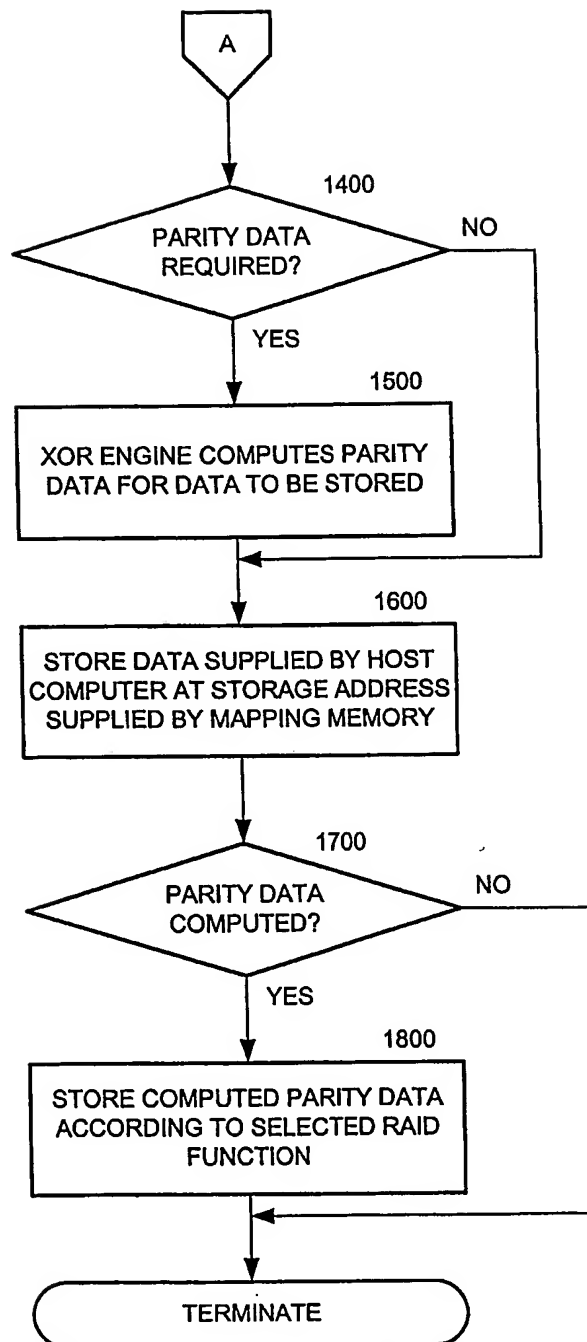 A
1400
PARITY DATA
REQUIRED?
NO
YES
1500
XOR ENGINE COMPUTES PARITY
DATA FOR DATA TO BE STORED
1600
STORE DATA SUPPLIED BY HOST
COMPUTER AT STORAGE ADDRESS
SUPPLIED BY MAPPING MEMORY
1700
PARITY DATA
COMPUTED?
NO
YES
1800
STORE COMPUTED PARITY DATA
ACCORDING TO SELECTED RAID
FUNCTION
TERMINATE